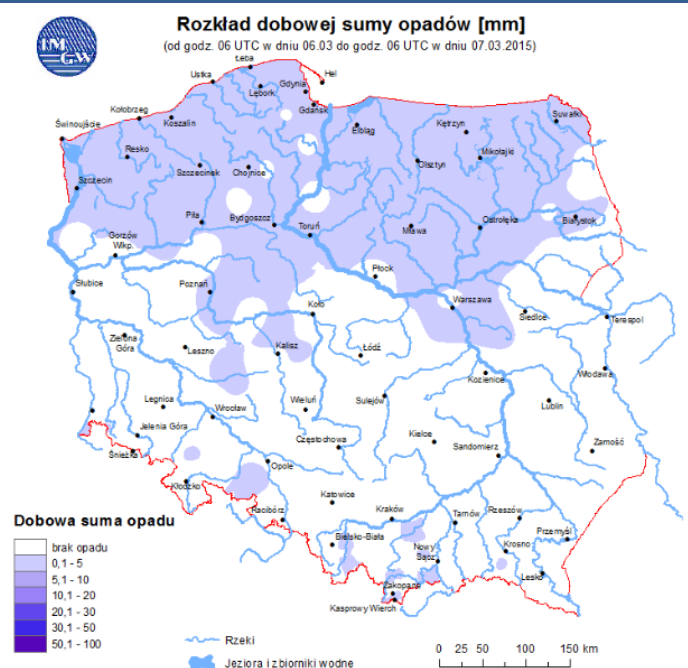 IMGW
Rozkład dobowej sumy opadów [mm]
(od godz. 06 UTC w dniu 06.03 do godz. 06 UTC w dniu 07.03.2015)
Łeba
Ustka
Hel
Gdynia
Lębork
Gdańsk
Kołobrzeg
Koszalin
Suwałki
Świnoujście
Elbląg
Kętrzyn
Resko
Mikołajki
Szczecinek
Chojnice
Olsztyn
Szczecin
Piła
Bydgoszcz
Toruń
Mława
Ostrołęka
Białystok
Gorzów
Wlkp.
Płock
Słubice
Poznań
Koło
Warszawa
Siedlce
Terespol
Zielona
Góra
Leszno
Kalisz
Łódź
Kozienice
Włodawa
Legnica
Wrocław
Wieluń
Sulejów
Lublin
Jelenia Góra
Częstochowa
Kielce
Sandomierz
Zamość
Śnieżka
Opole
Kłodzko
Katowice
Racibórz
Kraków
Tarnów
Rzeszów
Przemyśl
Bielsko-Biała
Nowy
Sącz
Krosno
Lesko
Zakopane
Kasprowy Wierch
Dobowa suma opadu
brak opadu
0,1 - 5
5,1 - 10
10,1 - 20
20,1 - 30
30,1 - 50
50,1 - 100
Rzeki
Jeziora i zbiorniki wodne
0 25 50 100 150 km